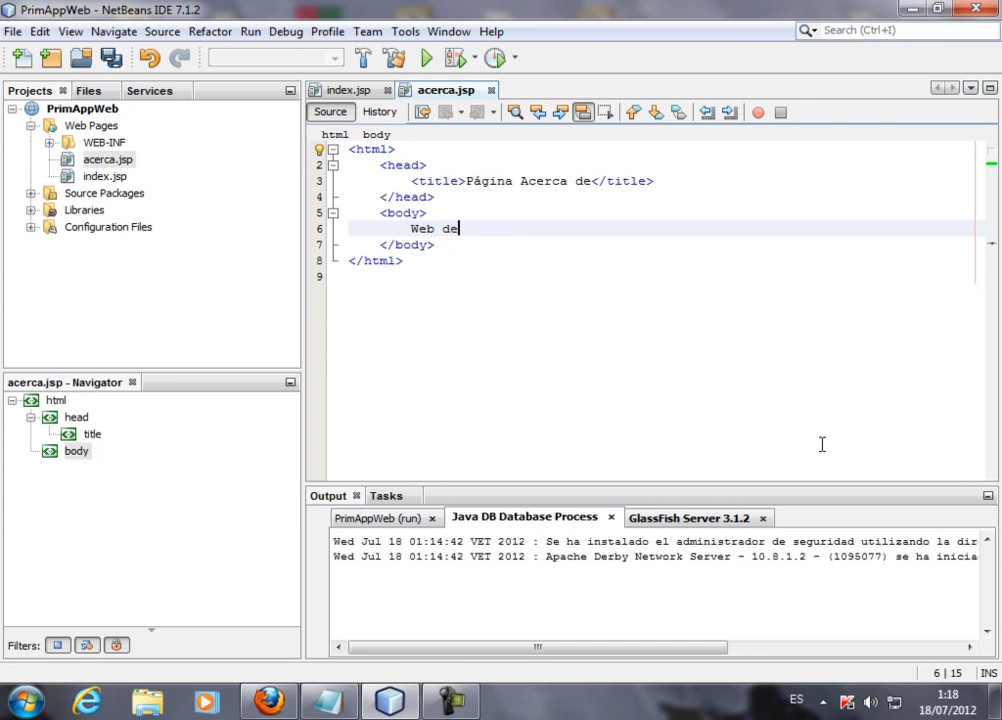 PrimAppWeb - NetBeans IDE 7.1.2
File Edit View Navigate Source Refactor Run Debug Profile Team Tools Window Help
Search (Ctrl+I)
Projects Files Services
PrimAppWeb
Web Pages
WEB-INF
acerca.jsp
index.jsp
Source Packages
Libraries
Configuration Files
index.jsp acerca.jsp
Source History
html body
1 <html>
2 <head>
3 <title>Página Acerca de</title>
4 </head>
5 <body>
6 Web de
7 </body>
8 </html>
9
acerca.jsp - Navigator
html
head
title
body
Filters:
Output Tasks
PrimAppWeb (run) Java DB Database Process GlassFish Server 3.1.2
Wed Jul 18 01:14:42 VET 2012 : Se ha instalado el administrador de seguridad utilizando la dir
Wed Jul 18 01:14:42 VET 2012 : Apache Derby Network Server - 10.8.1.2 - (1095077) se ha inicia
6 | 15 INS
ES
1:18
18/07/2012